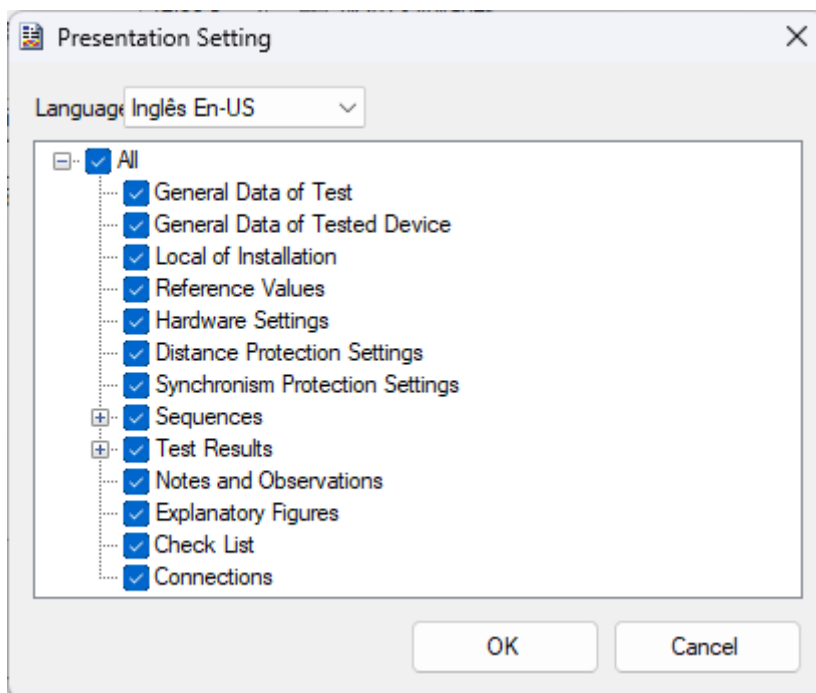 Presentation Setting
Language Inglês En-US
All
General Data of Test
General Data of Tested Device
Local of Installation
Reference Values
Hardware Settings
Distance Protection Settings
Synchronism Protection Settings
Sequences
Test Results
Notes and Observations
Explanatory Figures
Check List
Connections
OK Cancel